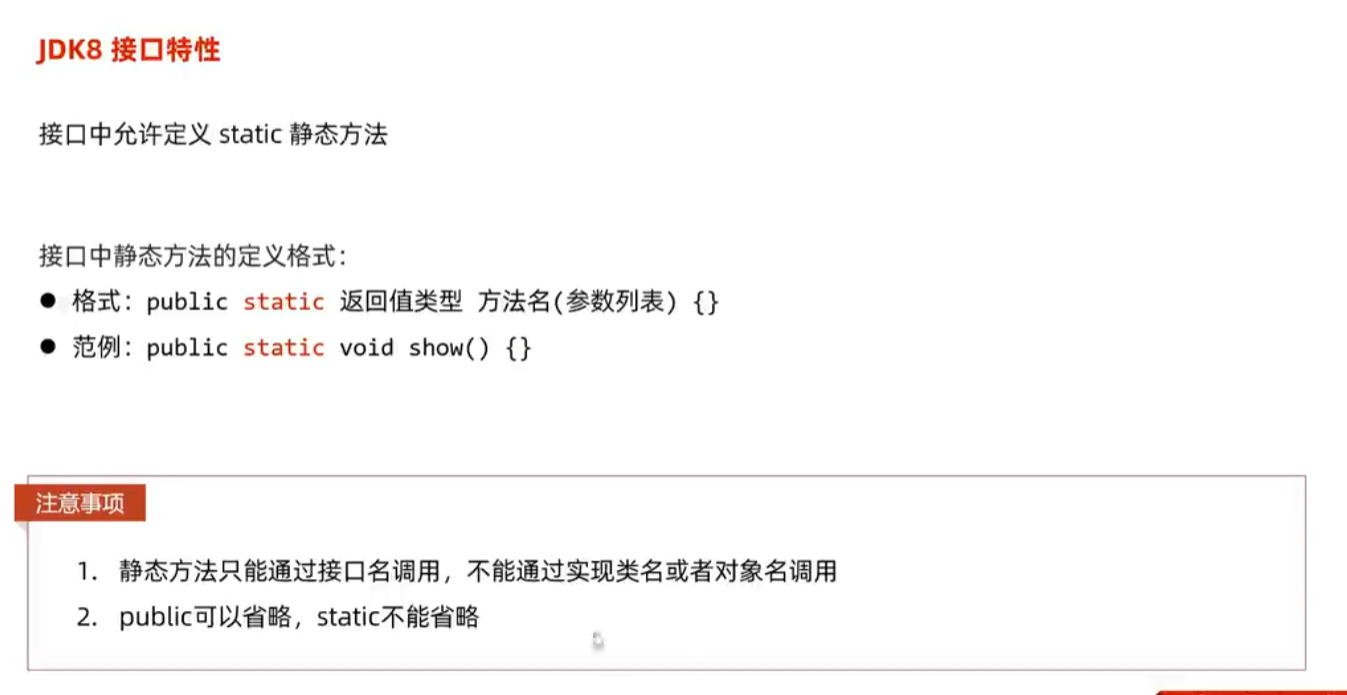 JDK8 接口特性
接口中允许定义 static 静态方法
接口中静态方法的定义格式：
● 格式：public static 返回值类型 方法名(参数列表) {}
● 范例：public static void show() {}
注意事项
1. 静态方法只能通过接口名调用，不能通过实现类名或者对象名调用
2. public可以省略，static不能省略